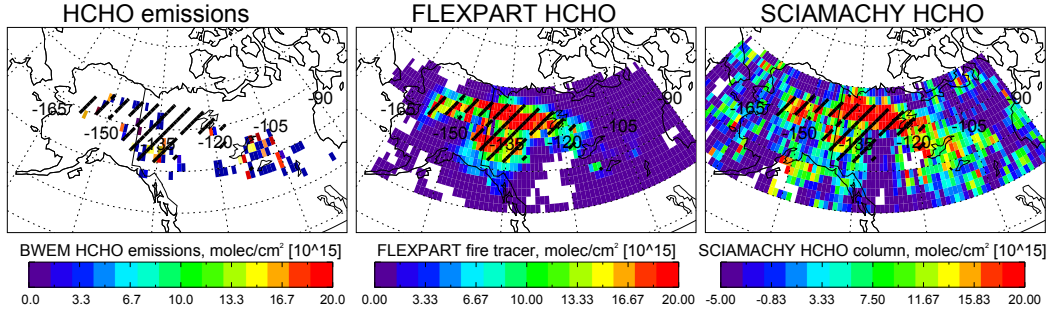 HCHO emissions
-165
-150
-135
-120
-105
-90
BWEM HCHO emissions, molec/cm² [10^15]
0.0 3.3 6.7 10.0 13.3 16.7 20.0
FLEXPART HCHO
-165
-150
-135
-120
105
90
FLEXPART fire tracer, molec/cm² [10^15]
0.00 3.33 6.67 10.00 13.33 16.67 20.00
SCIAMACHY HCHO
-165
-150
-135
-120
-105
-90
SCIAMACHY HCHO column, molec/cm² [10^15]
-5.00 -0.83 3.33 7.50 11.67 15.83 20.00